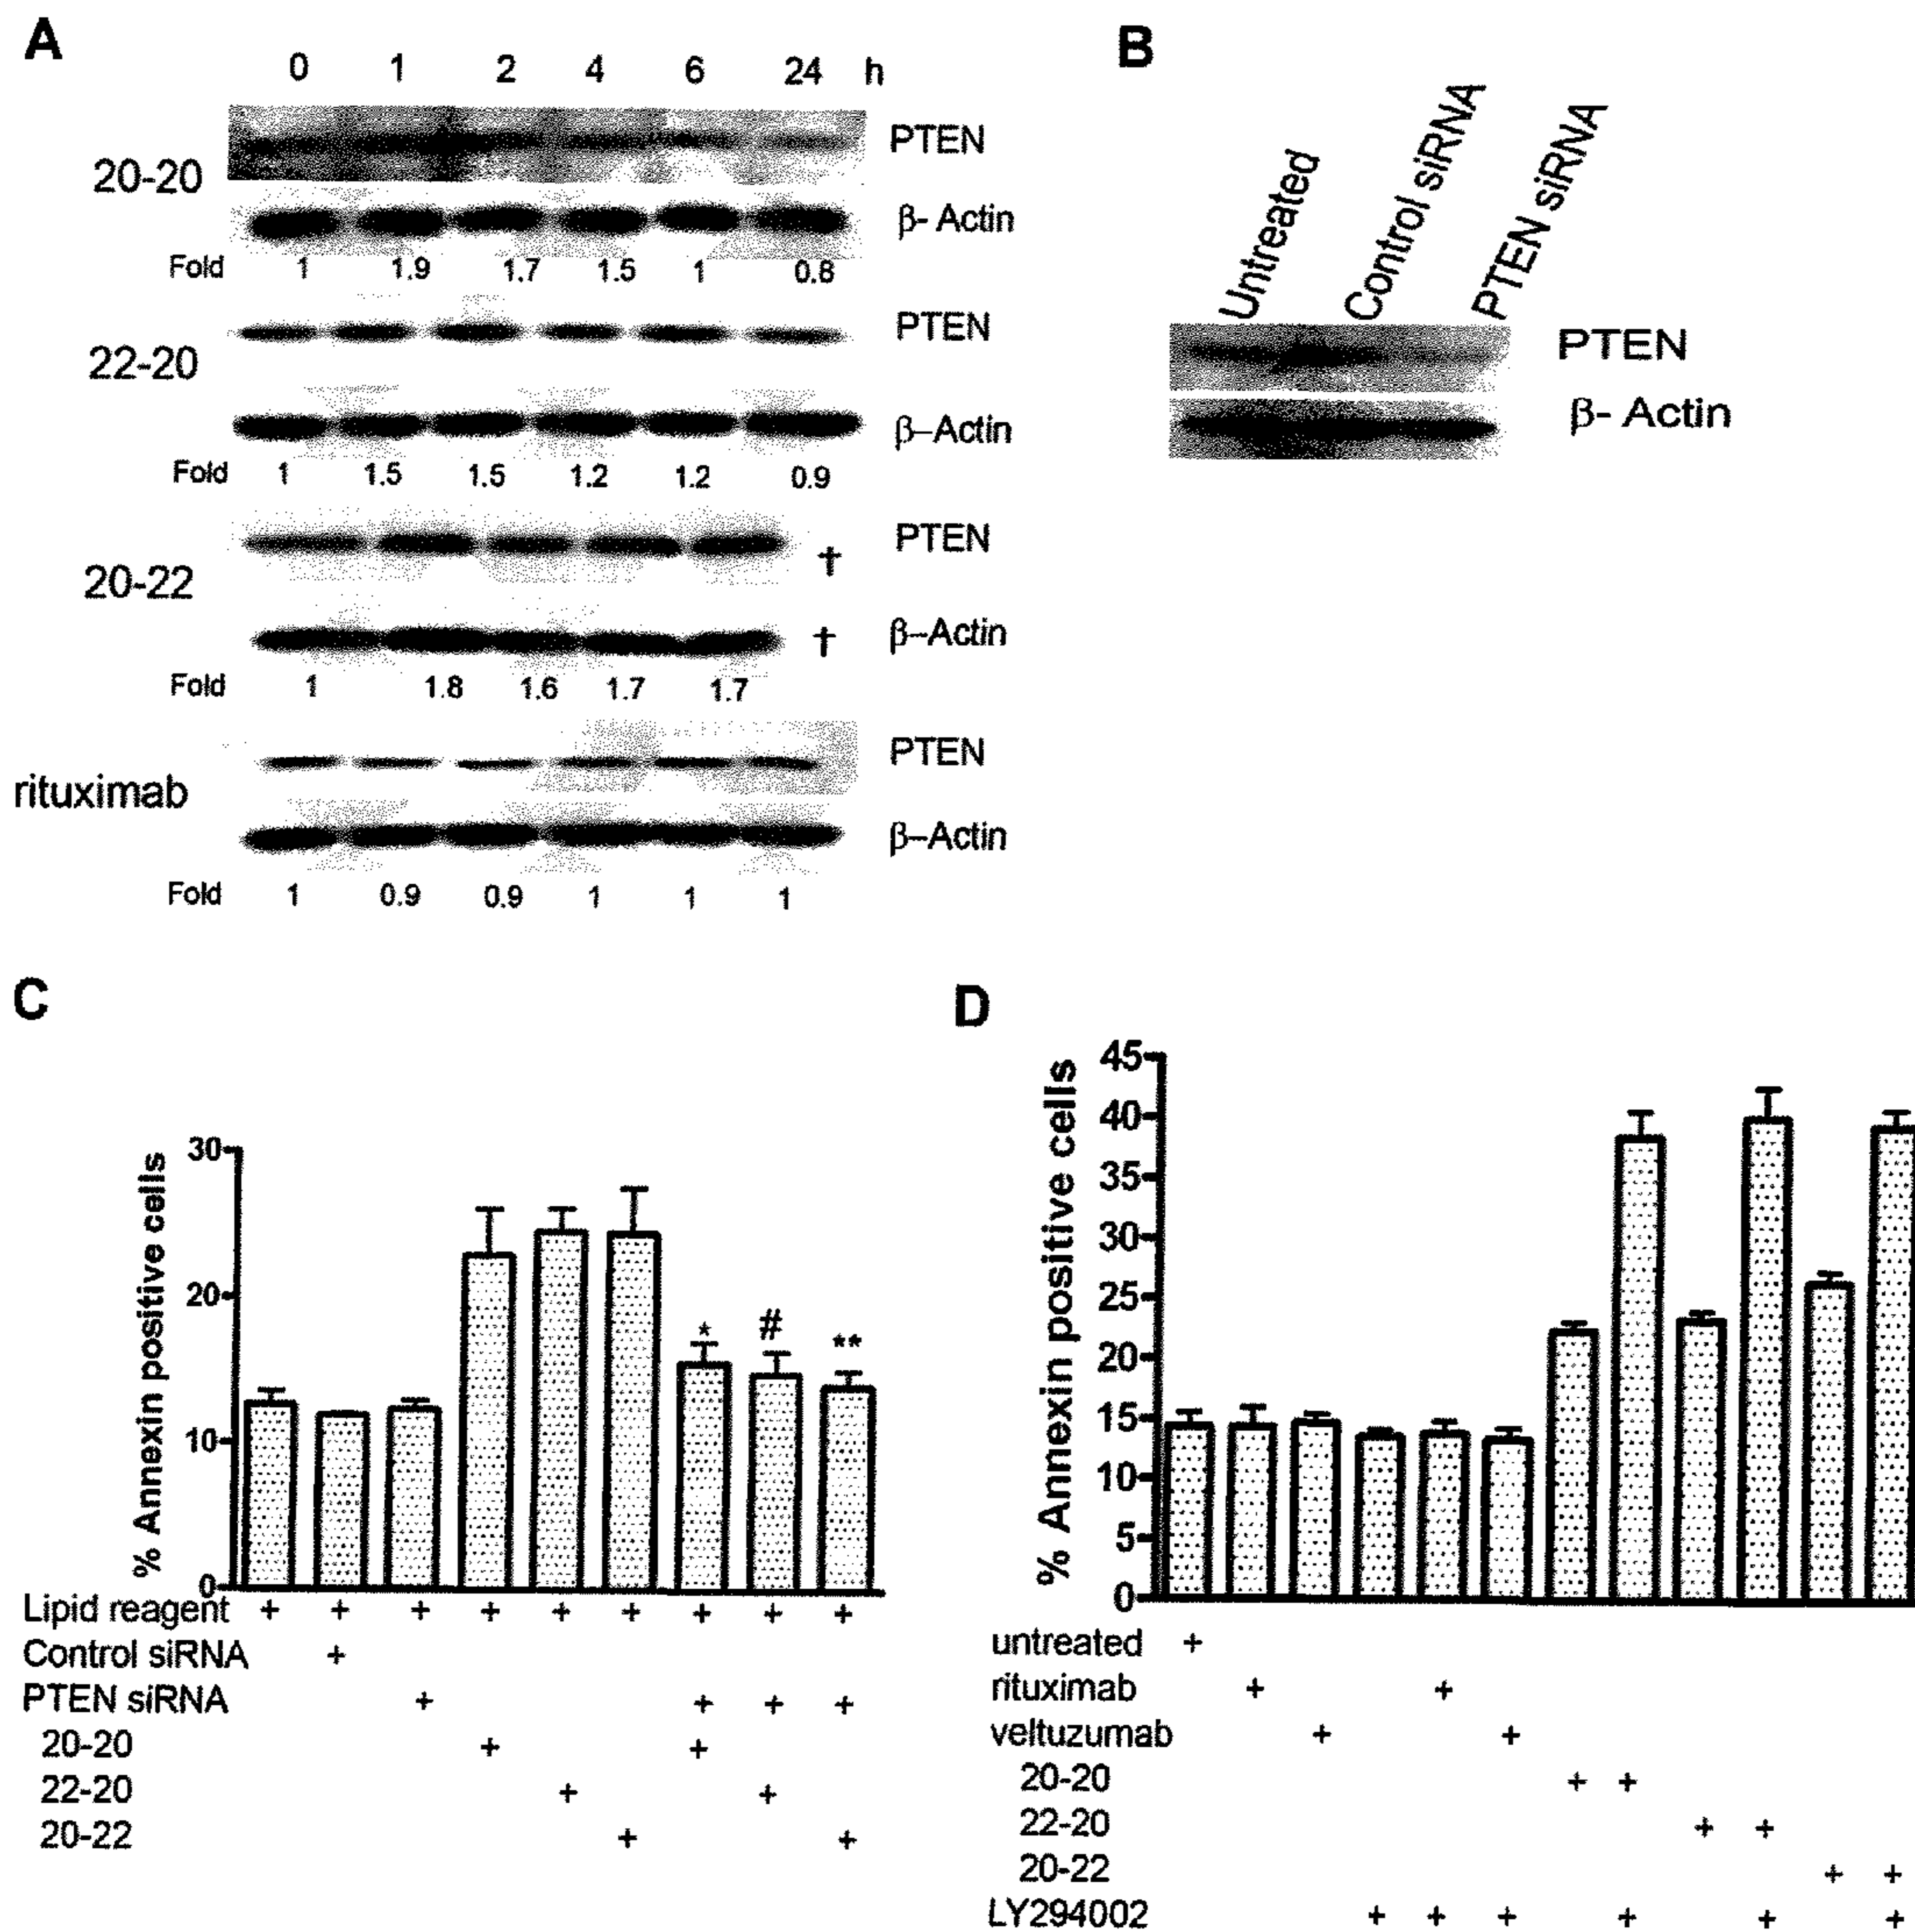 A
0 1 2 4 6 24 h
20-20
PTEN
β- Actin
Fold 1 1.9 1.7 1.5 1 0.8
22-20
PTEN
β–Actin
Fold 1 1.5 1.5 1.2 1.2 0.9
20-22
PTEN
†
β–Actin
†
Fold 1 1.8 1.6 1.7 1.7
rituximab
PTEN
β–Actin
Fold 1 0.9 0.9 1 1 1
B
Untreated
Control siRNA
PTEN siRNA
PTEN
β- Actin
C
% Annexin positive cells
30
20
10
0
* # **
Lipid reagent + + + + + + + + +
Control siRNA +
PTEN siRNA + + + +
20-20 + +
22-20 + +
20-22 + +
D
% Annexin positive cells
45
40
35
30
25
20
15
10
5
0
untreated +
rituximab + +
veltuzumab + +
20-20 + +
22-20 + +
20-22 + +
LY294002 + + + + + +